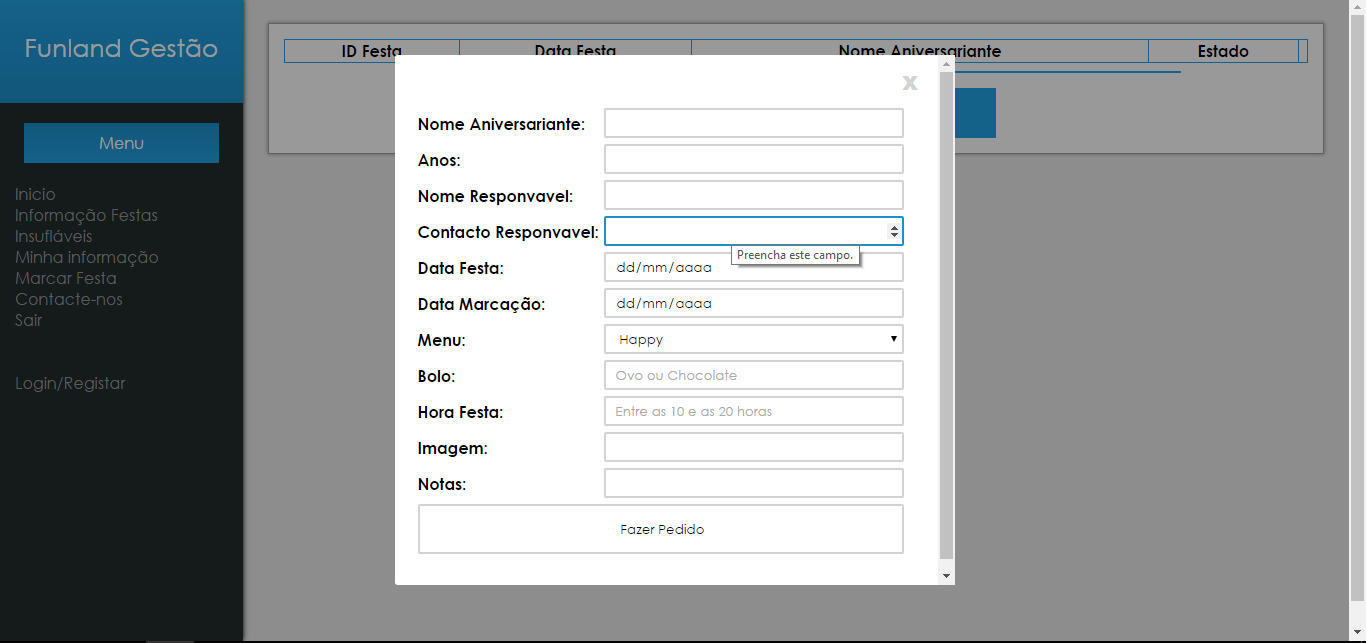 Funland Gestão
Menu
Inicio
Informação Festas
Insufláveis
Minha informação
Marcar Festa
Contacte-nos
Sair
Login/Registar
ID Festa Data Festa Nome Aniversariante Estado
x
Nome Aniversariante:
Anos:
Nome Responvavel:
Contacto Responvavel:
Preencha este campo.
Data Festa: dd/mm/aaaa
Data Marcação: dd/mm/aaaa
Menu: Happy
Bolo: Ovo ou Chocolate
Hora Festa: Entre as 10 e as 20 horas
Imagem:
Notas:
Fazer Pedido